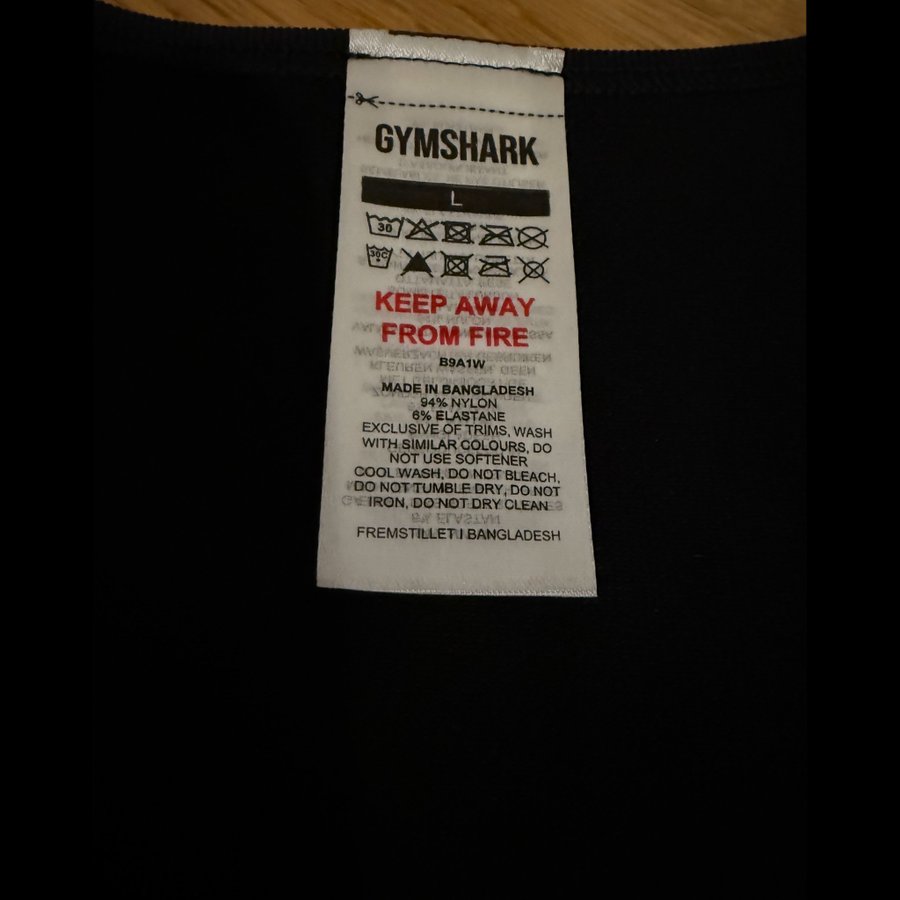 GYMSHARK
L
30
30C
KEEP AWAY
FROM FIRE
B9A1W
MADE IN BANGLADESH
94% NYLON
6% ELASTANE
EXCLUSIVE OF TRIMS, WASH
WITH SIMILAR COLOURS, DO
NOT USE SOFTENER
COOL WASH, DO NOT BLEACH,
DO NOT TUMBLE DRY, DO NOT
IRON, DO NOT DRY CLEAN
FREMSTILLET I BANGLADESH